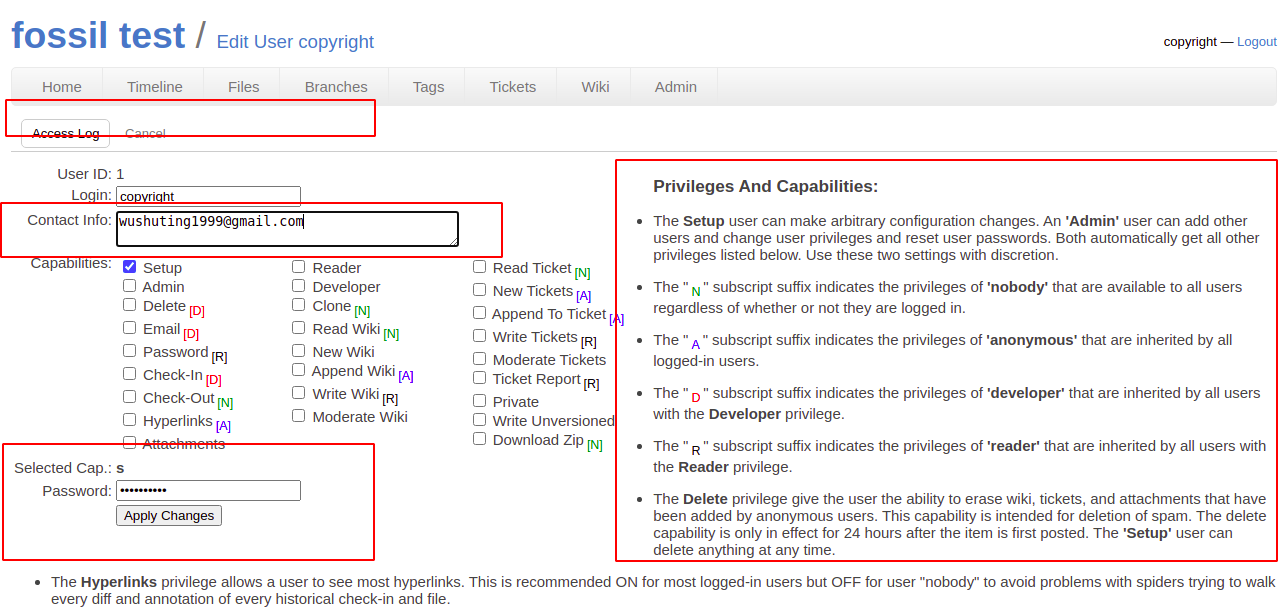 fossil test / Edit User copyright
copyright — Logout
Home Timeline Files Branches Tags Tickets Wiki Admin
Access Log Cancel
User ID: 1
Login: copyright
Contact Info: wushuting1999@gmail.com
Capabilities:
Setup
Admin
Delete [D]
Email [D]
Password [R]
Check-In [D]
Check-Out [N]
Hyperlinks [A]
Attachments
Reader
Developer
Clone [N]
Read Wiki [N]
New Wiki
Append Wiki [A]
Write Wiki [R]
Moderate Wiki
Read Ticket [N]
New Tickets [A]
Append To Ticket [A]
Write Tickets [R]
Moderate Tickets
Ticket Report [R]
Private
Write Unversioned
Download Zip [N]
Selected Cap.: s
Password: ••••••••••
Apply Changes
Privileges And Capabilities:
• The Setup user can make arbitrary configuration changes. An 'Admin' user can add other
users and change user privileges and reset user passwords. Both automatically get all other
privileges listed below. Use these two settings with discretion.
• The " N " subscript suffix indicates the privileges of 'nobody' that are available to all users
regardless of whether or not they are logged in.
• The " A " subscript suffix indicates the privileges of 'anonymous' that are inherited by all
logged-in users.
• The " D " subscript suffix indicates the privileges of 'developer' that are inherited by all users
with the Developer privilege.
• The " R " subscript suffix indicates the privileges of 'reader' that are inherited by all users with
the Reader privilege.
• The Delete privilege give the user the ability to erase wiki, tickets, and attachments that have
been added by anonymous users. This capability is intended for deletion of spam. The delete
capability is only in effect for 24 hours after the item is first posted. The 'Setup' user can
delete anything at any time.
• The Hyperlinks privilege allows a user to see most hyperlinks. This is recommended ON for most logged-in users but OFF for user "nobody" to avoid problems with spiders trying to walk
every diff and annotation of every historical check-in and file.